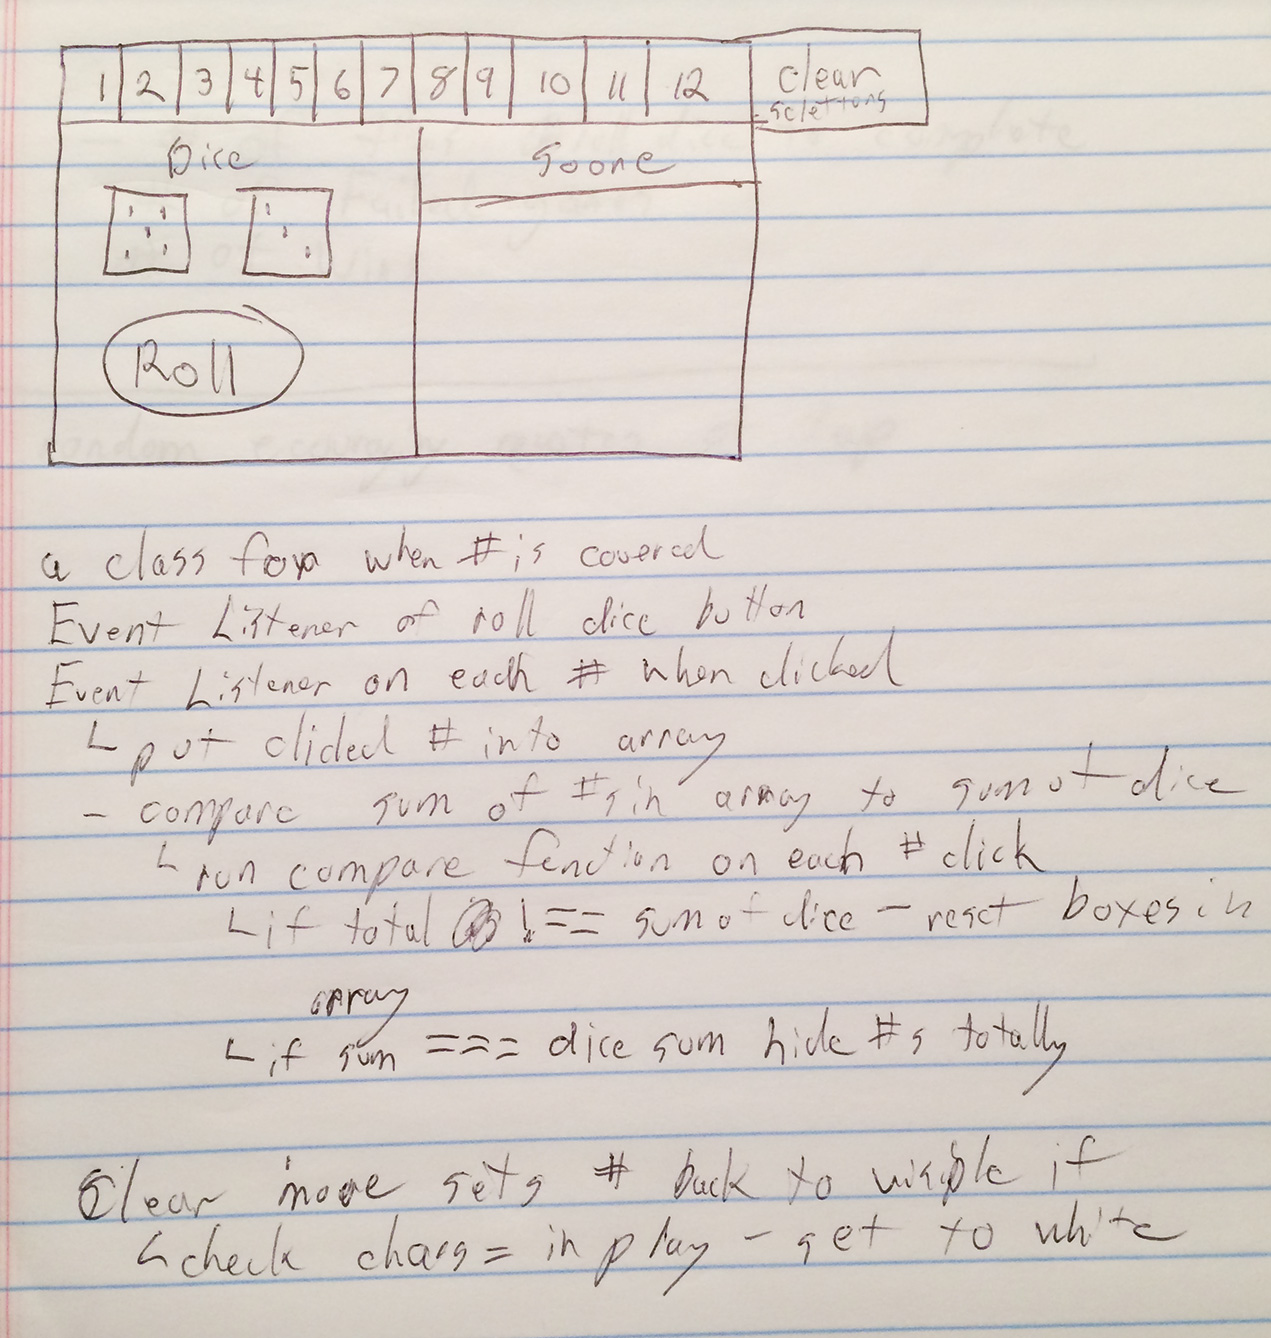 1 2 3 4 5 6 7 8 9 10 11 12 clear
selettons
Dice
Soore
Roll
a class for when # is covered
Event Listener of roll dice button
Event Listener on each # when clicked
put clicked # into array
- compare sum of #s in array to sum of dice
run compare function on each # click
if total !== sum of dice - reset boxes in
array
if sum === dice sum hide #s totally
Clear move sets # back to visible if
check = in play - set to white